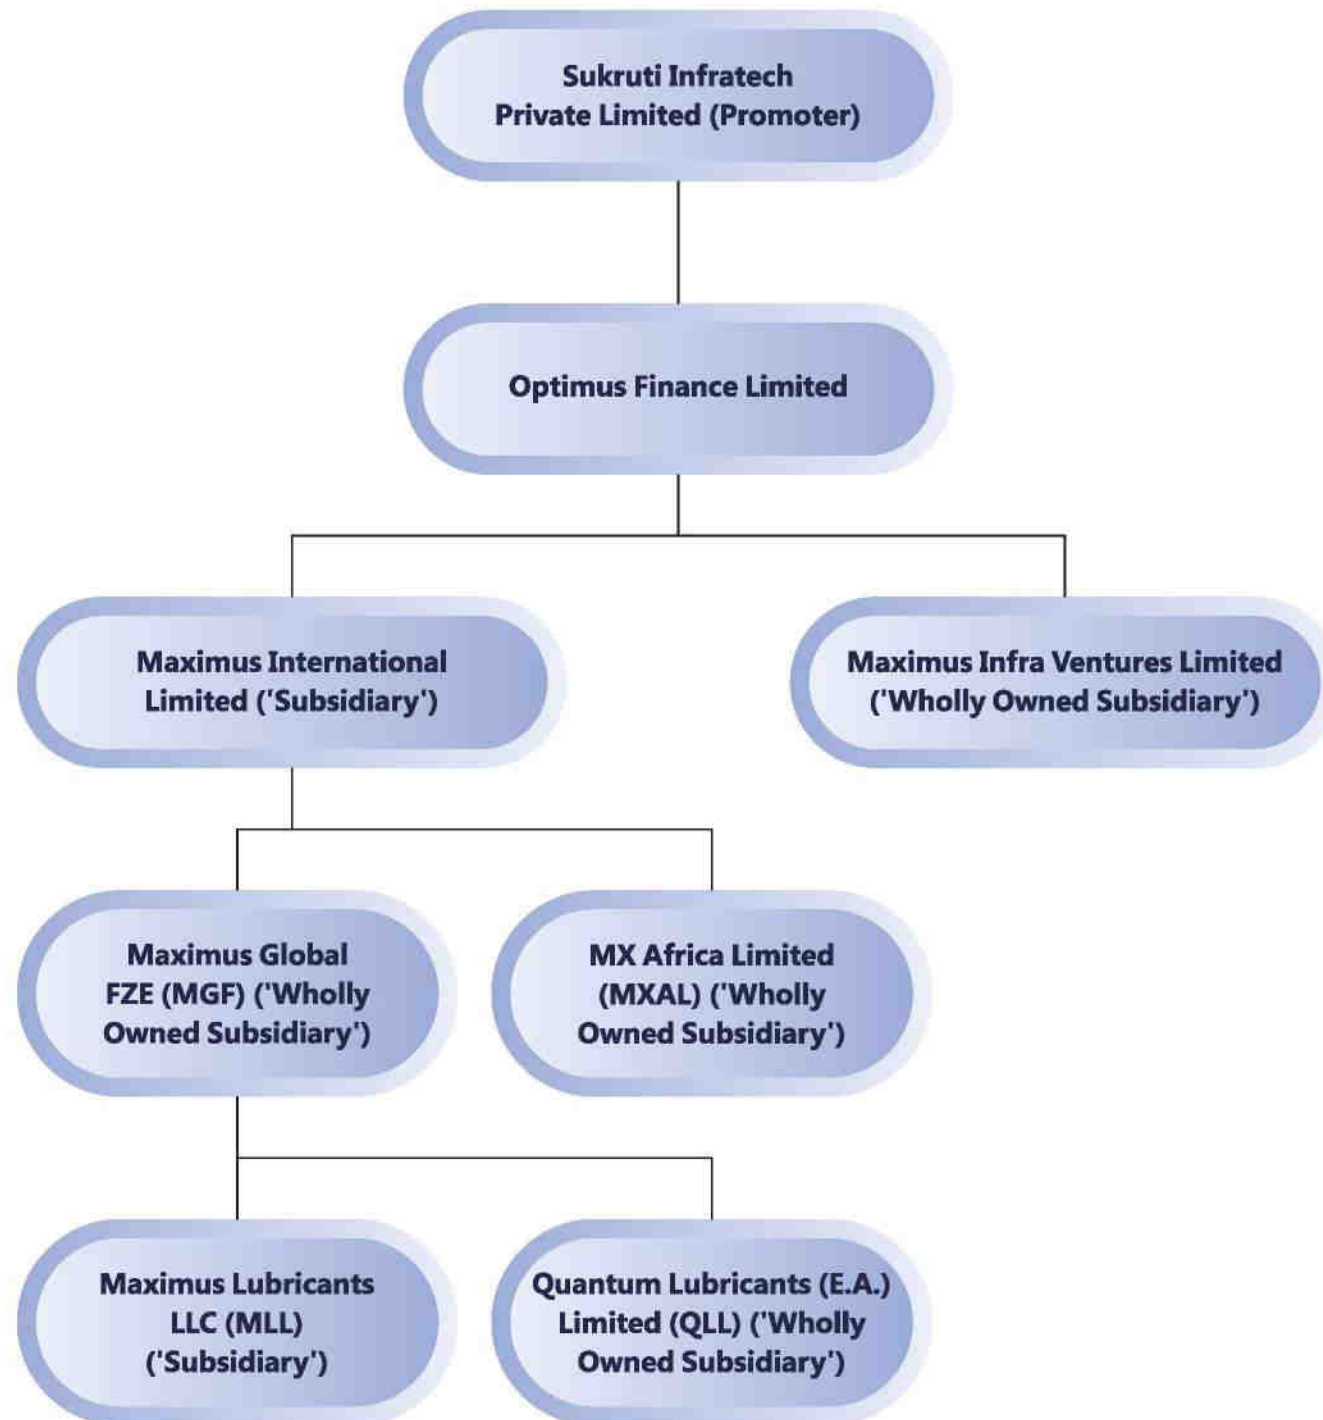 Sukruti Infratech
Private Limited (Promoter)
Optimus Finance Limited
Maximus International
Limited ('Subsidiary')
Maximus Infra Ventures Limited
('Wholly Owned Subsidiary')
Maximus Global
FZE (MGF) ('Wholly
Owned Subsidiary')
MX Africa Limited
(MXAL) ('Wholly
Owned Subsidiary')
Maximus Lubricants
LLC (MLL)
('Subsidiary')
Quantum Lubricants (E.A.)
Limited (QLL) ('Wholly
Owned Subsidiary')